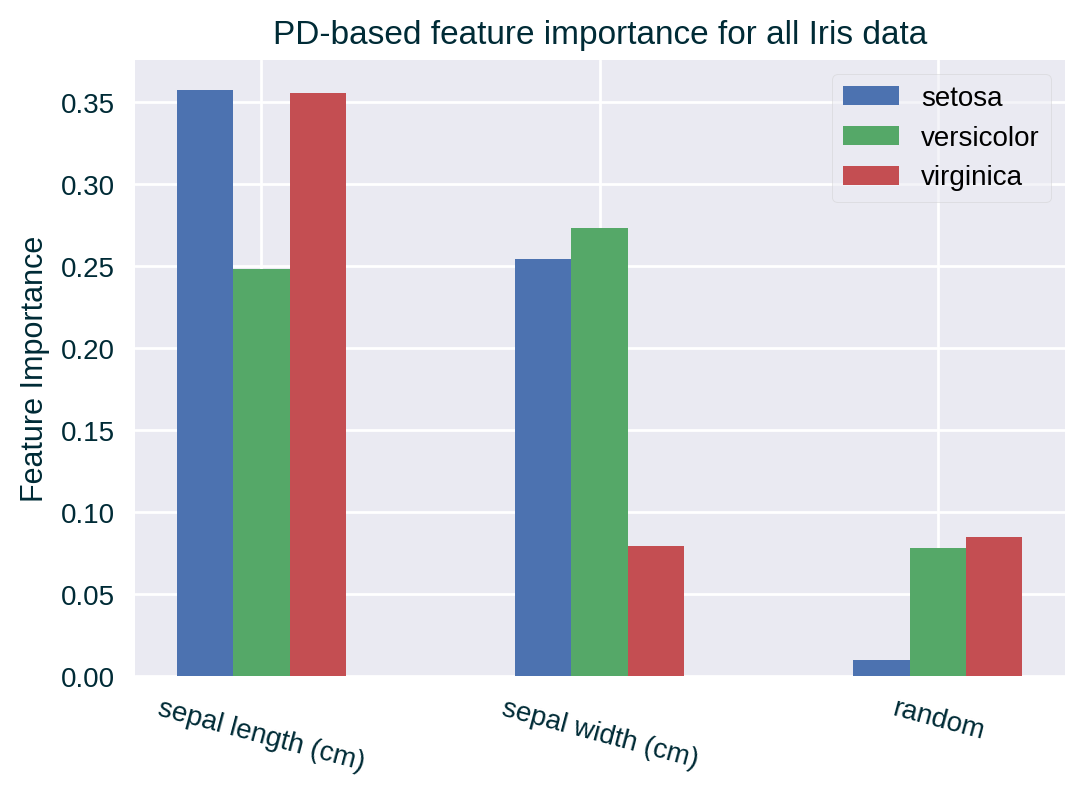 PD-based feature importance for all Iris data
Feature Importance
0.35
0.30
0.25
0.20
0.15
0.10
0.05
0.00
setosa
versicolor
virginica
sepal length (cm)
sepal width (cm)
random